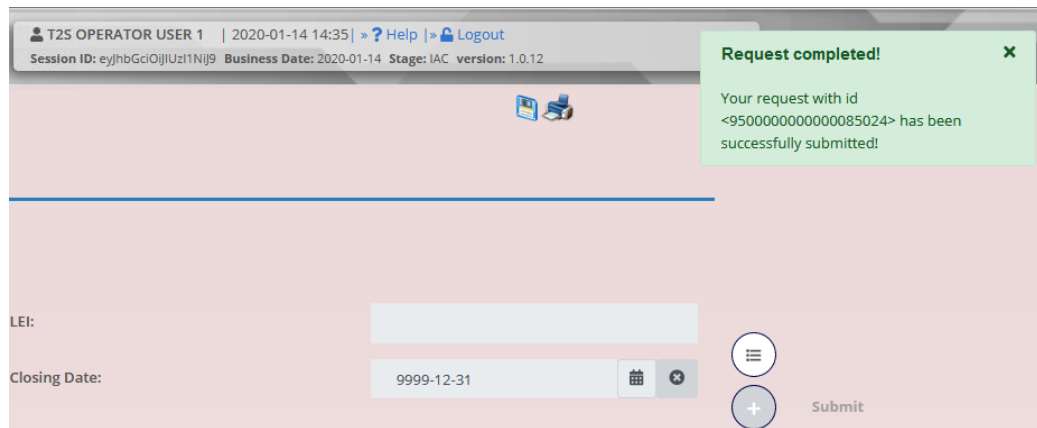 T2S OPERATOR USER 1 | 2020-01-14 14:35| » ? Help |» Logout
Session ID: eyJhbGciOiJIUzI1NiJ9 Business Date: 2020-01-14 Stage: IAC version: 1.0.12
Request completed!
Your request with id
<9500000000000085024> has been
successfully submitted!
LEI:
Closing Date: 9999-12-31
Submit